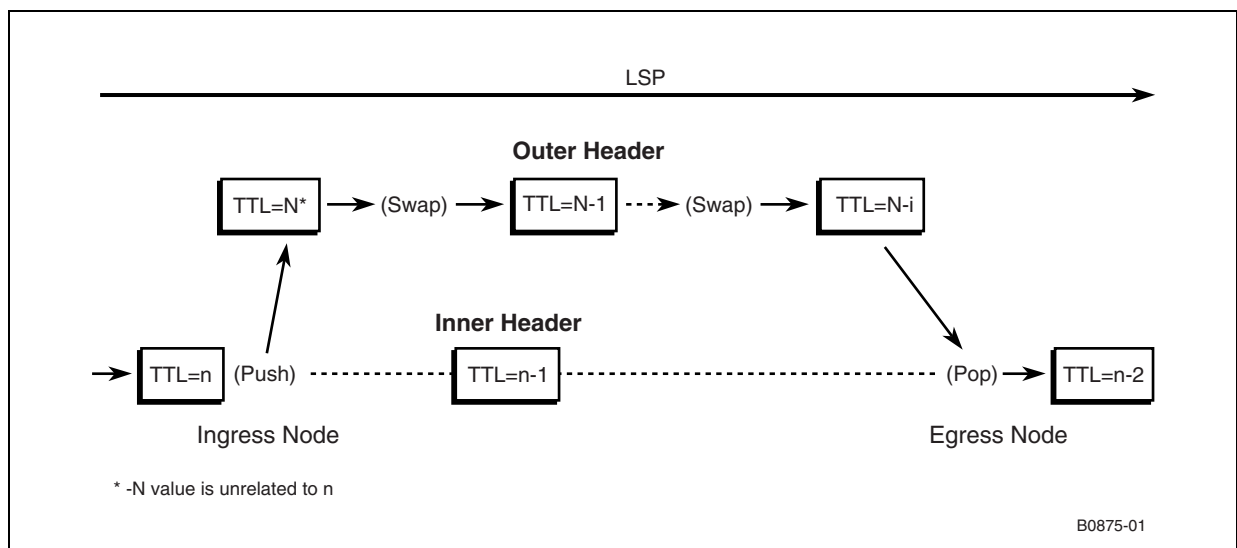 LSP
Outer Header
TTL=N* (Swap) TTL=N-1 (Swap) TTL=N-i
Inner Header
TTL=n (Push) TTL=n-1 (Pop) TTL=n-2
Ingress Node Egress Node
* -N value is unrelated to n
B0875-01